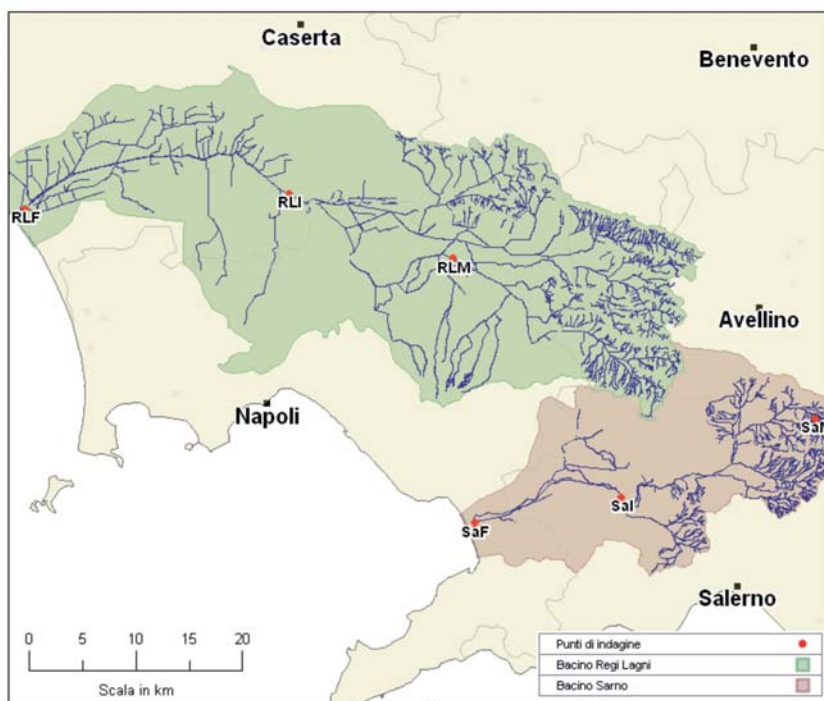 Caserta
Benevento
RLF
RLI
RLM
Avellino
Napoli
SaM
SaI
SaF
Salerno
0 5 10 15 20
Scala in km
Punti di indagine
Bacino Regi Lagni
Bacino Sarno